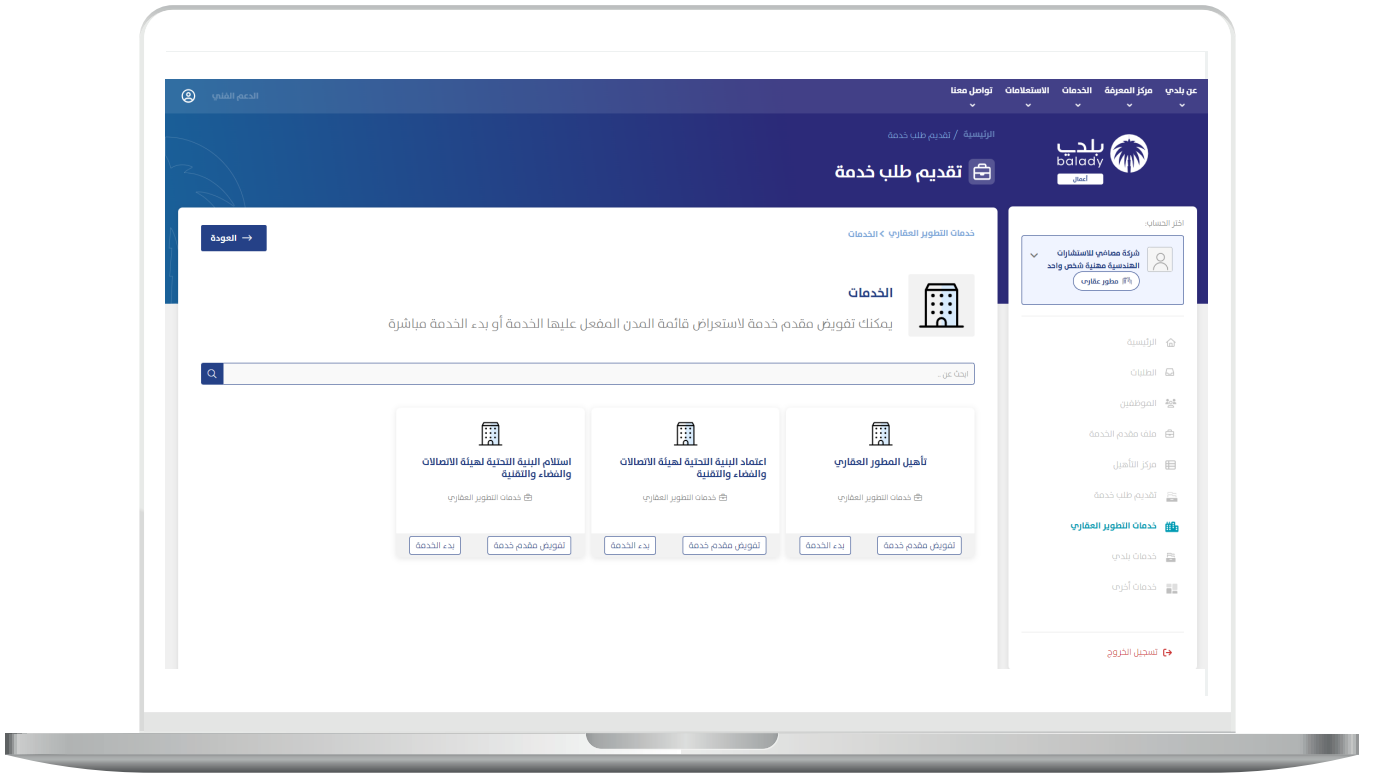 عن بلدي
مركز المعرفة
الخدمات
الاستعلامات
تواصل معنا
الدعم الفني
بلدي
balady
أعمال
الرئيسية / تقديم طلب خدمة
تقديم طلب خدمة
اختر الحساب:
شركة مصافي للاستشارات
الهندسية مهنية شخص واحد
مطور عقاري
الرئيسية
الطلبات
الموظفين
ملف مقدم الخدمة
مركز التأهيل
تقديم طلب خدمة
خدمات التطوير العقاري
خدمات بلدي
خدمات أخرى
تسجيل الخروج
خدمات التطوير العقاري > الخدمات
العودة →
الخدمات
يمكنك تفويض مقدم خدمة لاستعراض قائمة المدن المفعل عليها الخدمة أو بدء الخدمة مباشرة
ابحث عن ..
تأهيل المطور العقاري
خدمات التطوير العقاري
تفويض مقدم خدمة
بدء الخدمة
اعتماد البنية التحتية لهيئة الاتصالات
والفضاء والتقنية
خدمات التطوير العقاري
تفويض مقدم خدمة
بدء الخدمة
استلام البنية التحتية لهيئة الاتصالات
والفضاء والتقنية
خدمات التطوير العقاري
تفويض مقدم خدمة
بدء الخدمة